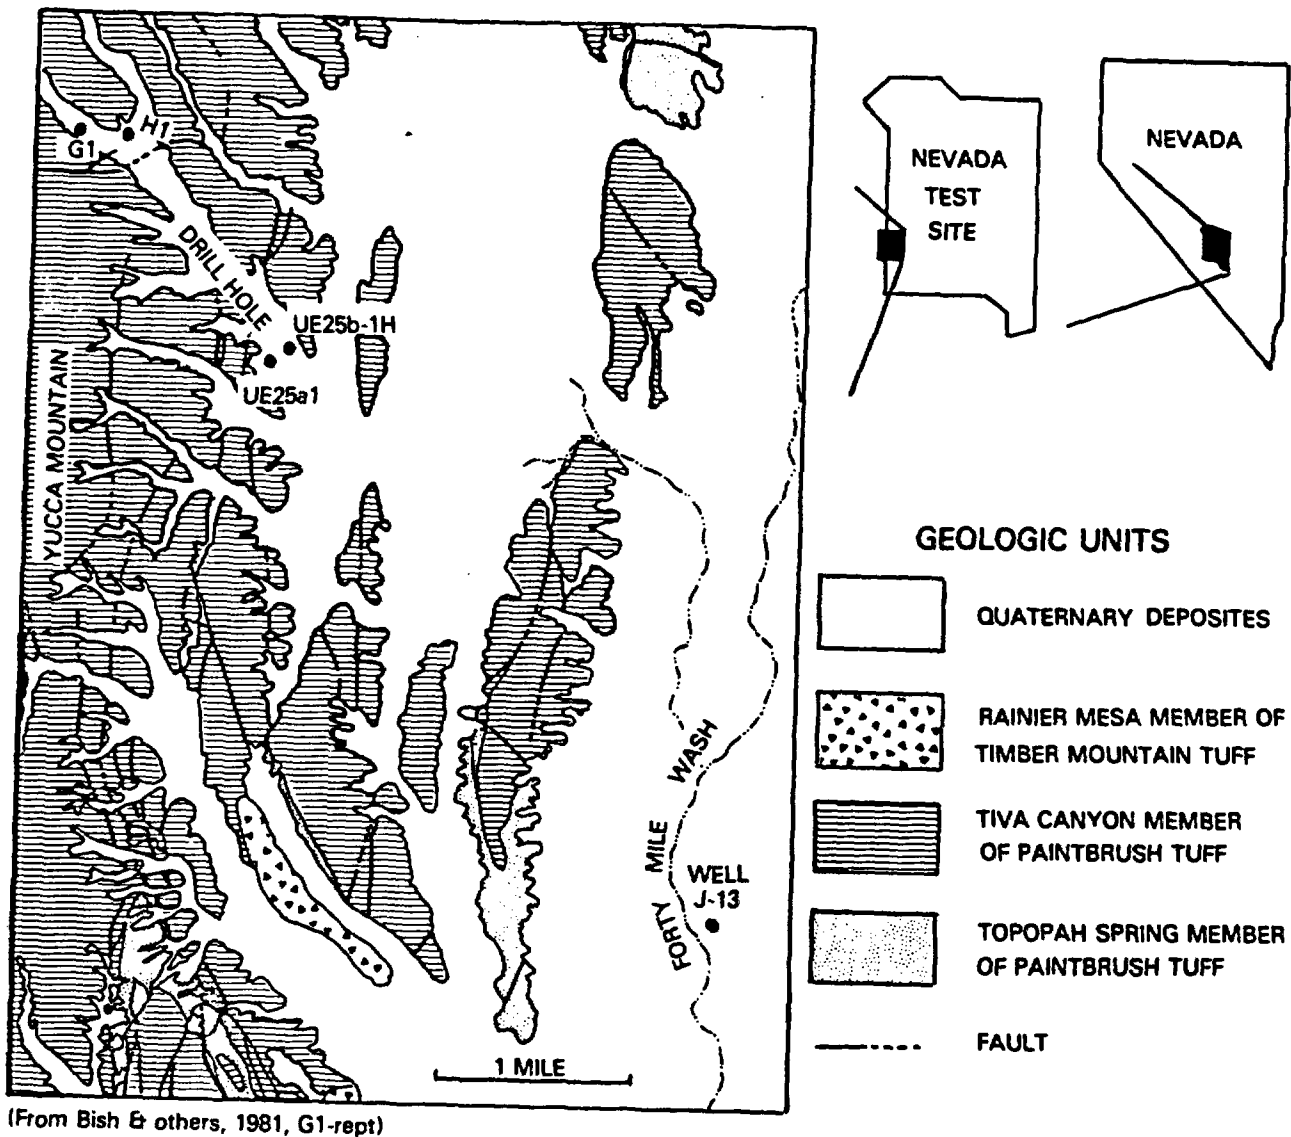 G1
H1
DRILL HOLE
UE25b-1H
UE25a1
YUCCA MOUNTAIN
FORTY MILE WASH
WELL
J-13
1 MILE
(From Bish & others, 1981, G1-rept)
NEVADA
TEST
SITE
NEVADA
GEOLOGIC UNITS
QUATERNARY DEPOSITES
RAINIER MESA MEMBER OF
TIMBER MOUNTAIN TUFF
TIVA CANYON MEMBER
OF PAINTBRUSH TUFF
TOPOPAH SPRING MEMBER
OF PAINTBRUSH TUFF
FAULT